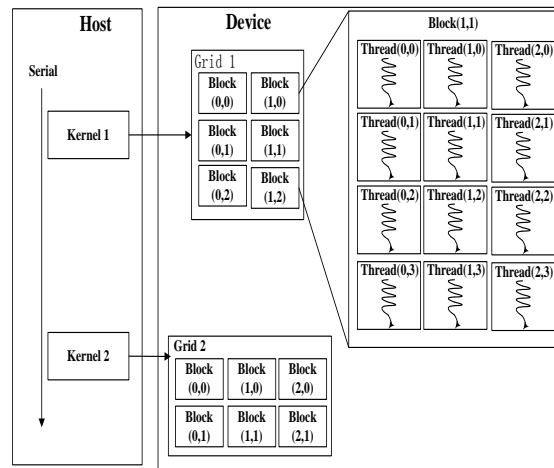 Host
Device
Serial
Kernel 1
Kernel 2
Grid 1
Block
(0,0)
Block
(1,0)
Block
(0,1)
Block
(1,1)
Block
(0,2)
Block
(1,2)
Block(1,1)
Thread(0,0) Thread(1,0) Thread(2,0)
Thread(0,1) Thread(1,1) Thread(2,1)
Thread(0,2) Thread(1,2) Thread(2,2)
Thread(0,3) Thread(1,3) Thread(2,3)
Grid 2
Block
(0,0)
Block
(1,0)
Block
(2,0)
Block
(0,1)
Block
(1,1)
Block
(2,1)